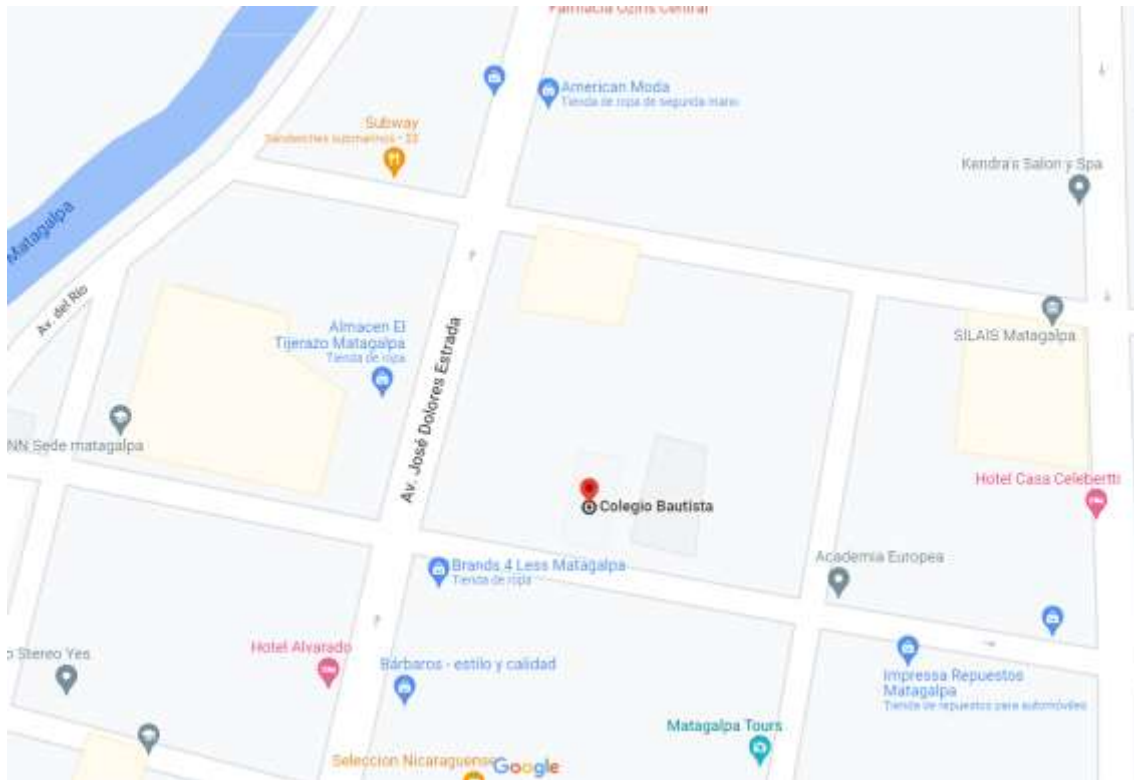 Farmacia Oziris Central
American Moda
Tienda de ropa de segunda mano
Subway
Sándwiches submarinos · $$
Kendra's Salon y Spa
Matagalpa
Av. del Río
Almacen El
Tijerazo Matagalpa
Tienda de ropa
Av. José Dolores Estrada
SILAIS Matagalpa
NN Sede matagalpa
Hotel Casa Celebertti
Colegio Bautista
Brands 4 Less Matagalpa
Tienda de ropa
Academia Europea
o Stereo Yes
Hotel Alvarado
Bárbaros - estilo y calidad
Impressa Repuestos
Matagalpa
Tienda de repuestos para automóviles
Matagalpa Tours
Seleccion Nicaraguense
Google